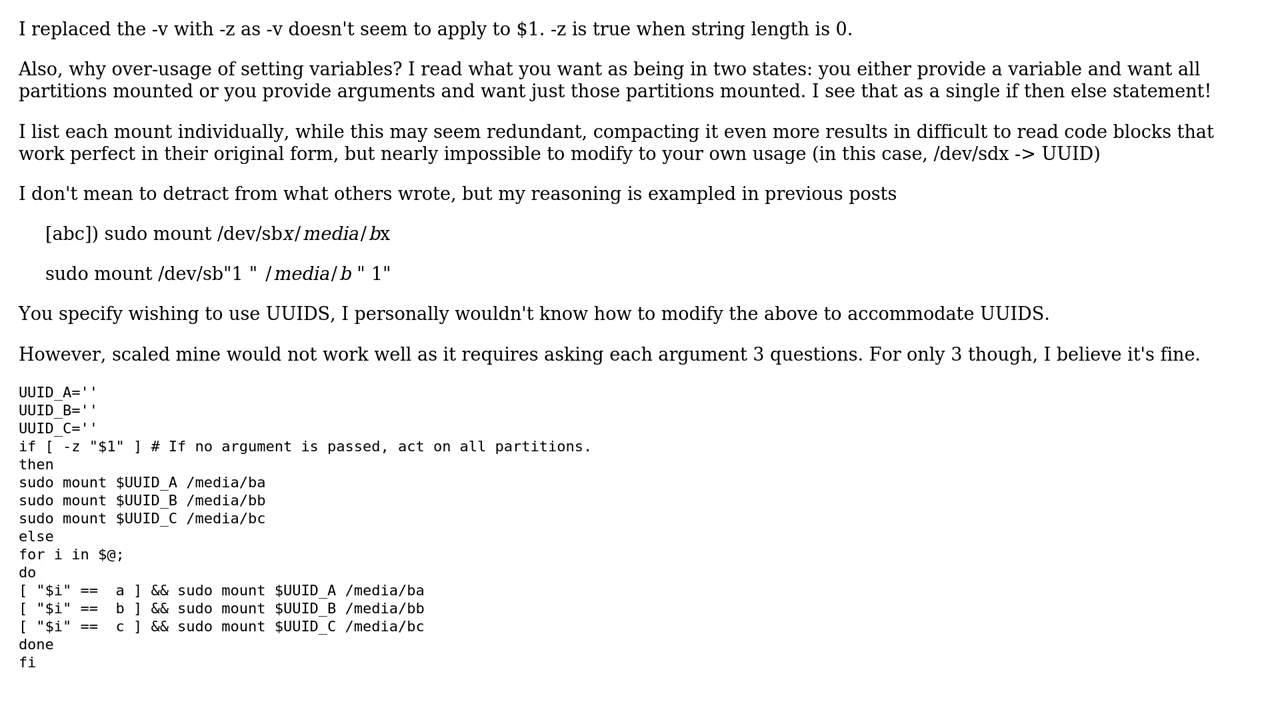 I replaced the -v with -z as -v doesn't seem to apply to $1. -z is true when string length is 0.
Also, why over-usage of setting variables? I read what you want as being in two states: you either provide a variable and want all
partitions mounted or you provide arguments and want just those partitions mounted. I see that as a single if then else statement!
I list each mount individually, while this may seem redundant, compacting it even more results in difficult to read code blocks that
work perfect in their original form, but nearly impossible to modify to your own usage (in this case, /dev/sdx -> UUID)
I don't mean to detract from what others wrote, but my reasoning is exampled in previous posts
[abc]) sudo mount /dev/sbx/media/bx
sudo mount /dev/sb"1 " /media/b " 1"
You specify wishing to use UUIDS, I personally wouldn't know how to modify the above to accommodate UUIDS.
However, scaled mine would not work well as it requires asking each argument 3 questions. For only 3 though, I believe it's fine.
UUID_A=''
UUID_B=''
UUID_C=''
if [ -z "$1" ] # If no argument is passed, act on all partitions.
then
sudo mount $UUID_A /media/ba
sudo mount $UUID_B /media/bb
sudo mount $UUID_C /media/bc
else
for i in $@;
do
[ "$i" ==  a ] && sudo mount $UUID_A /media/ba
[ "$i" ==  b ] && sudo mount $UUID_B /media/bb
[ "$i" ==  c ] && sudo mount $UUID_C /media/bc
done
fi